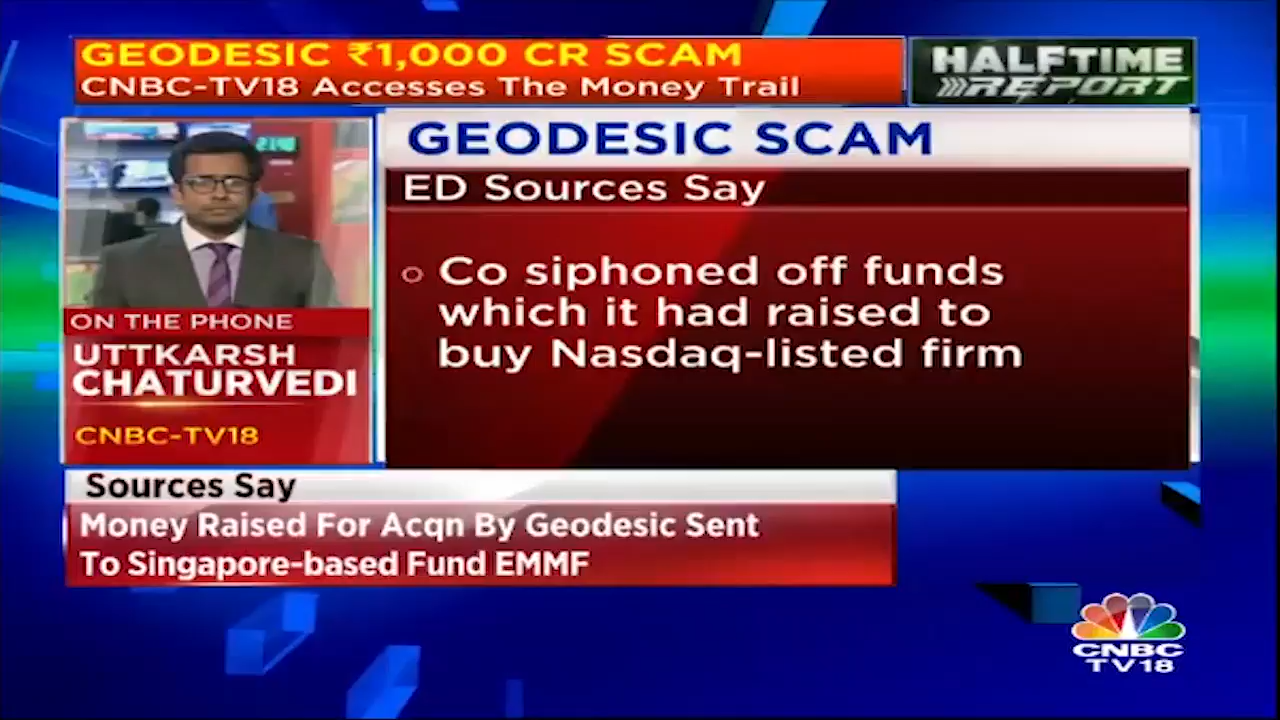 GEODESIC ₹1,000 CR SCAM
CNBC-TV18 Accesses The Money Trail
HALFTIME
REPORT
GEODESIC SCAM
ED Sources Say
Co siphoned off funds
which it had raised to
buy Nasdaq-listed firm
ON THE PHONE
UTTKARSH
CHATURVEDI
CNBC-TV18
Sources Say
Money Raised For Acqn By Geodesic Sent
To Singapore-based Fund EMMF
CNBC
TV18